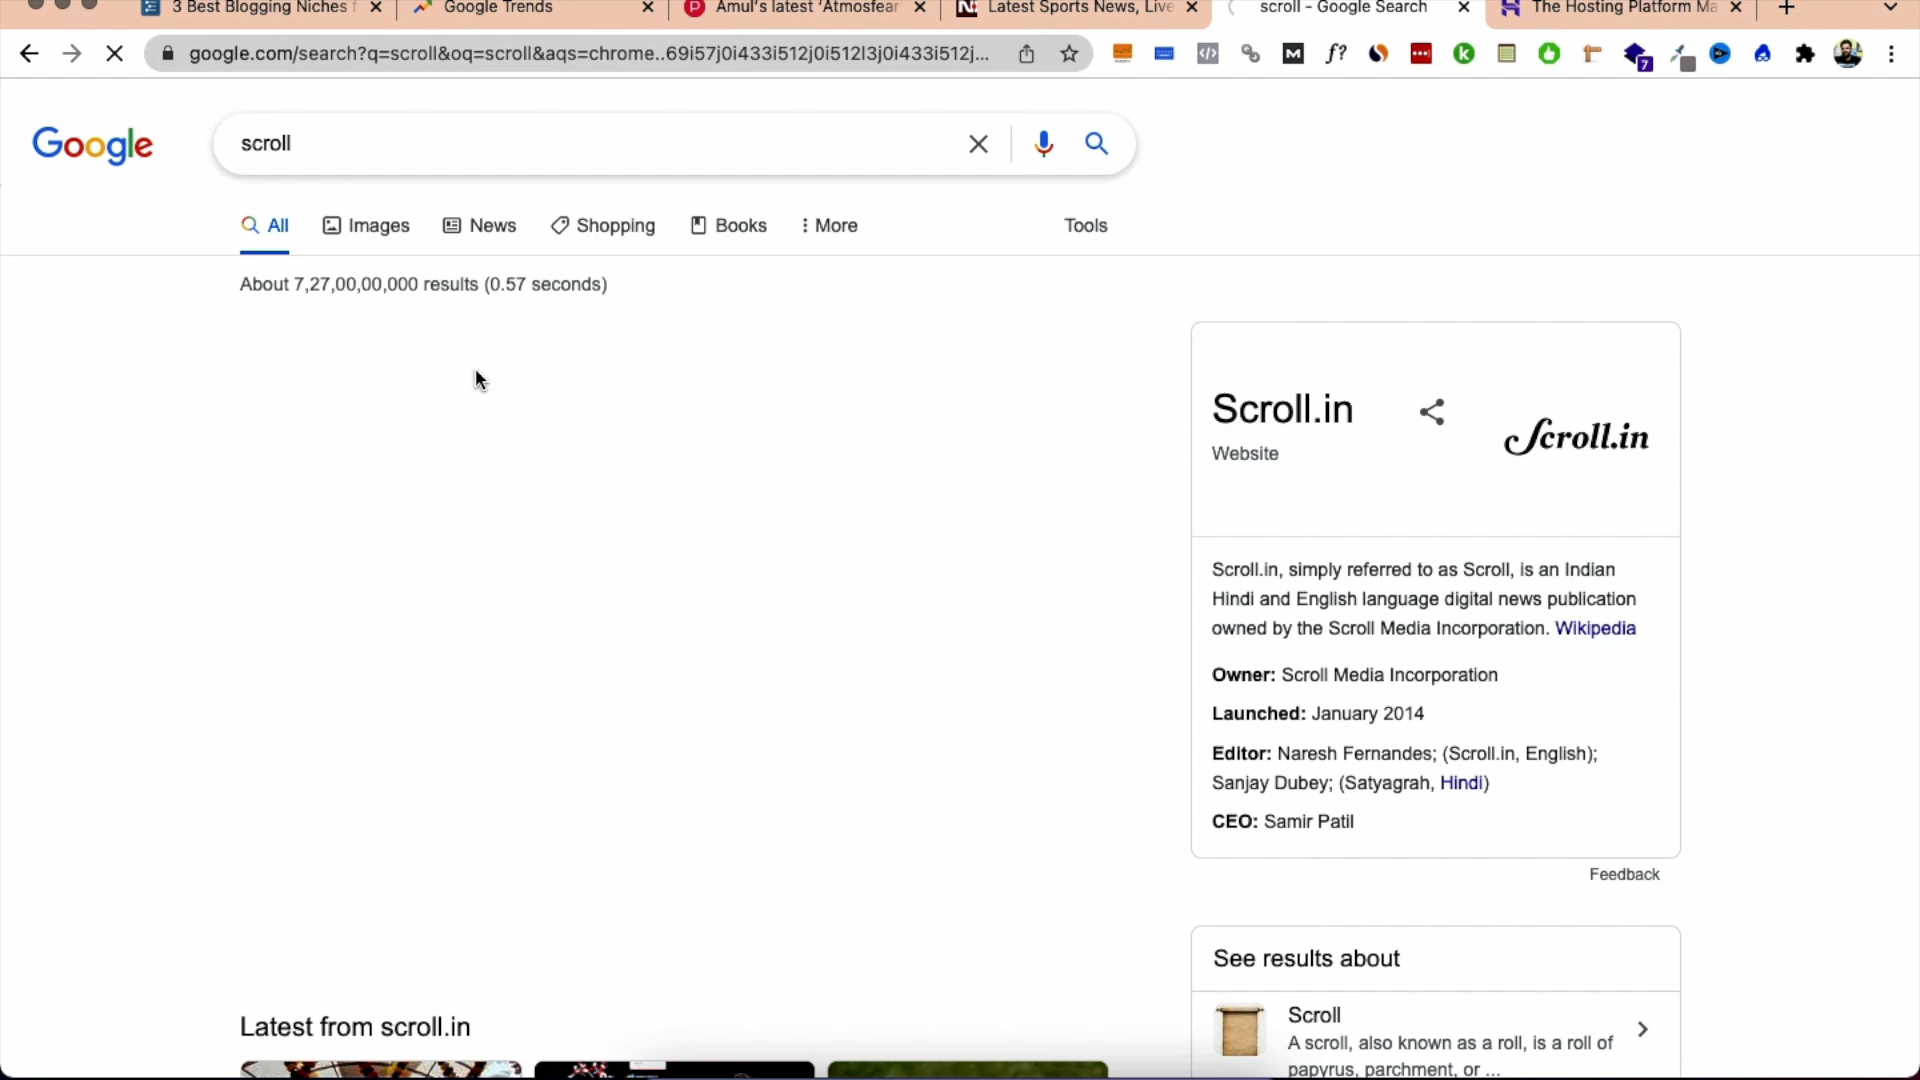 3 Best Blogging Niches f
Google Trends
Amul's latest 'Atmosfear
Latest Sports News, Live
scroll - Google Search
The Hosting Platform Ma
google.com/search?q=scroll&oq=scroll&aqs=chrome..69i57j0i433i512j0i512l3j0i433i512j...
7
Google
scroll
All
Images
News
Shopping
Books
More
Tools
About 7,27,00,00,000 results (0.57 seconds)
Scroll.in
Website
Scroll.in
Scroll.in, simply referred to as Scroll, is an Indian
Hindi and English language digital news publication
owned by the Scroll Media Incorporation. Wikipedia
Owner: Scroll Media Incorporation
Launched: January 2014
Editor: Naresh Fernandes; (Scroll.in, English);
Sanjay Dubey; (Satyagrah, Hindi)
CEO: Samir Patil
Feedback
See results about
Scroll
A scroll, also known as a roll, is a roll of
papyrus, parchment, or ...
Latest from scroll.in